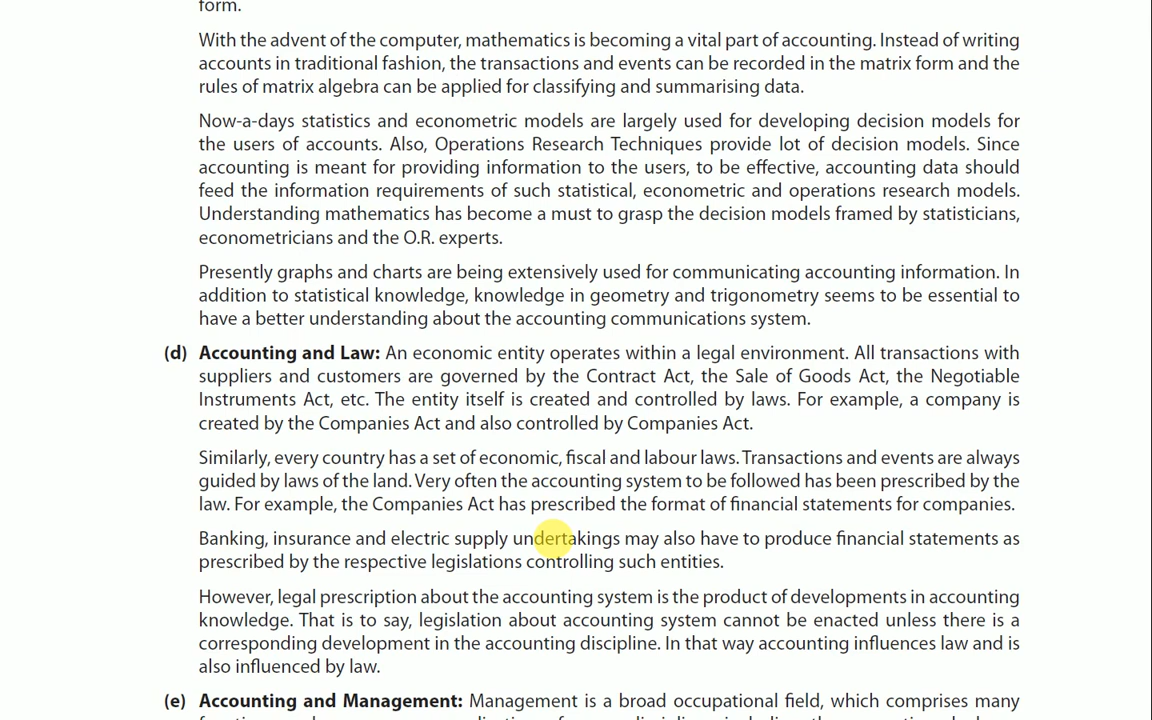 form.
With the advent of the computer, mathematics is becoming a vital part of accounting. Instead of writing
accounts in traditional fashion, the transactions and events can be recorded in the matrix form and the
rules of matrix algebra can be applied for classifying and summarising data.
Now-a-days statistics and econometric models are largely used for developing decision models for
the users of accounts. Also, Operations Research Techniques provide lot of decision models. Since
accounting is meant for providing information to the users, to be effective, accounting data should
feed the information requirements of such statistical, econometric and operations research models.
Understanding mathematics has become a must to grasp the decision models framed by statisticians,
econometricians and the O.R. experts.
Presently graphs and charts are being extensively used for communicating accounting information. In
addition to statistical knowledge, knowledge in geometry and trigonometry seems to be essential to
have a better understanding about the accounting communications system.
(d) Accounting and Law: An economic entity operates within a legal environment. All transactions with
suppliers and customers are governed by the Contract Act, the Sale of Goods Act, the Negotiable
Instruments Act, etc. The entity itself is created and controlled by laws. For example, a company is
created by the Companies Act and also controlled by Companies Act.
Similarly, every country has a set of economic, fiscal and labour laws. Transactions and events are always
guided by laws of the land. Very often the accounting system to be followed has been prescribed by the
law. For example, the Companies Act has prescribed the format of financial statements for companies.
Banking, insurance and electric supply undertakings may also have to produce financial statements as
prescribed by the respective legislations controlling such entities.
However, legal prescription about the accounting system is the product of developments in accounting
knowledge. That is to say, legislation about accounting system cannot be enacted unless there is a
corresponding development in the accounting discipline. In that way accounting influences law and is
also influenced by law.
(e) Accounting and Management: Management is a broad occupational field, which comprises many